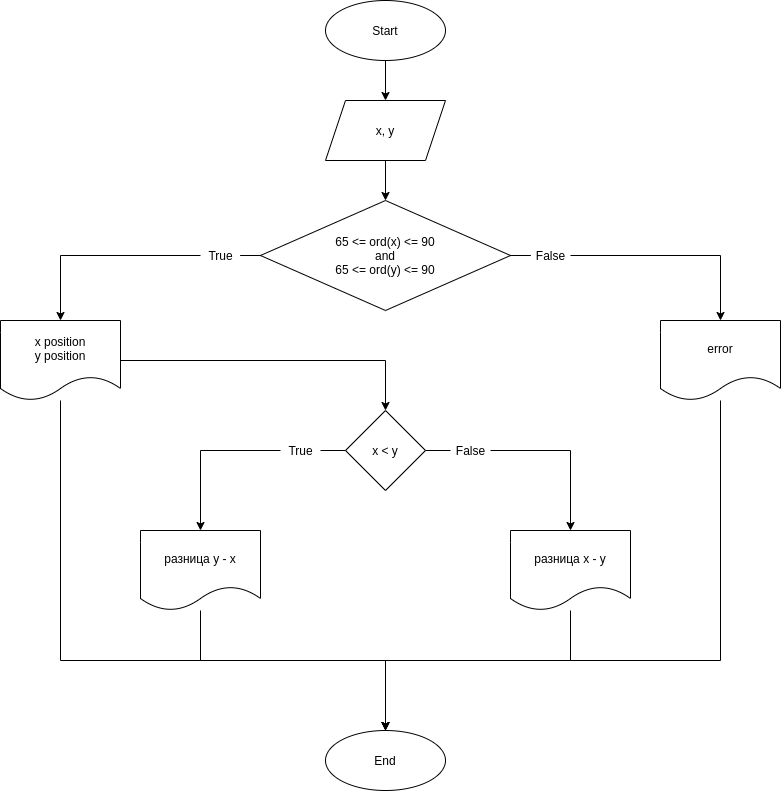 Start
x, y
65 <= ord(x) <= 90
and
65 <= ord(y) <= 90
True
False
x position
y position
error
x < y
True
False
разница y - x
разница x - y
End